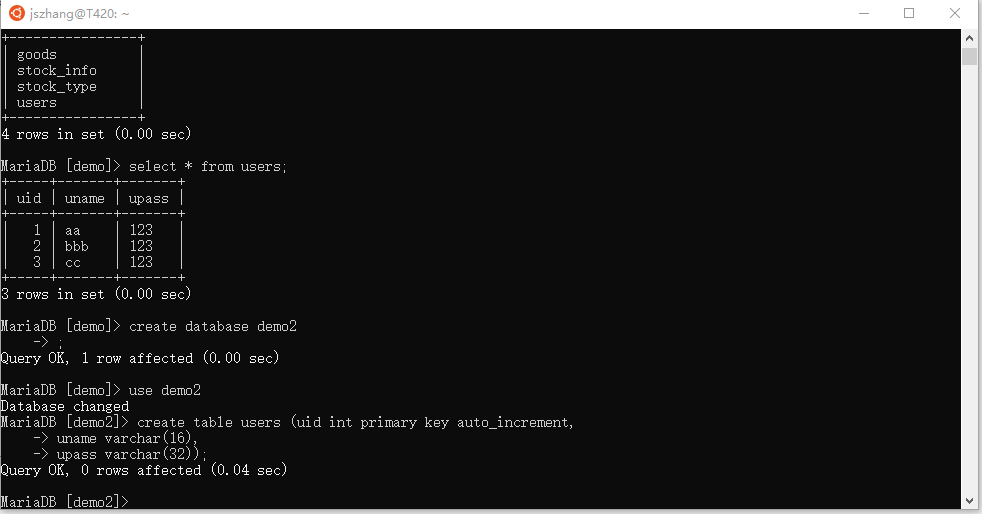 jszhang@T420: ~
+----------------+
| goods          |
| stock_info     |
| stock_type     |
| users          |
+----------------+
4 rows in set (0.00 sec)
MariaDB [demo]> select * from users;
+-----+-------+-------+
| uid | uname | upass |
+-----+-------+-------+
|   1 | aa    | 123   |
|   2 | bbb   | 123   |
|   3 | cc    | 123   |
+-----+-------+-------+
3 rows in set (0.00 sec)
MariaDB [demo]> create database demo2
    -> ;
Query OK, 1 row affected (0.00 sec)
MariaDB [demo]> use demo2
Database changed
MariaDB [demo2]> create table users (uid int primary key auto_increment,
    -> uname varchar(16),
    -> upass varchar(32));
Query OK, 0 rows affected (0.04 sec)
MariaDB [demo2]>